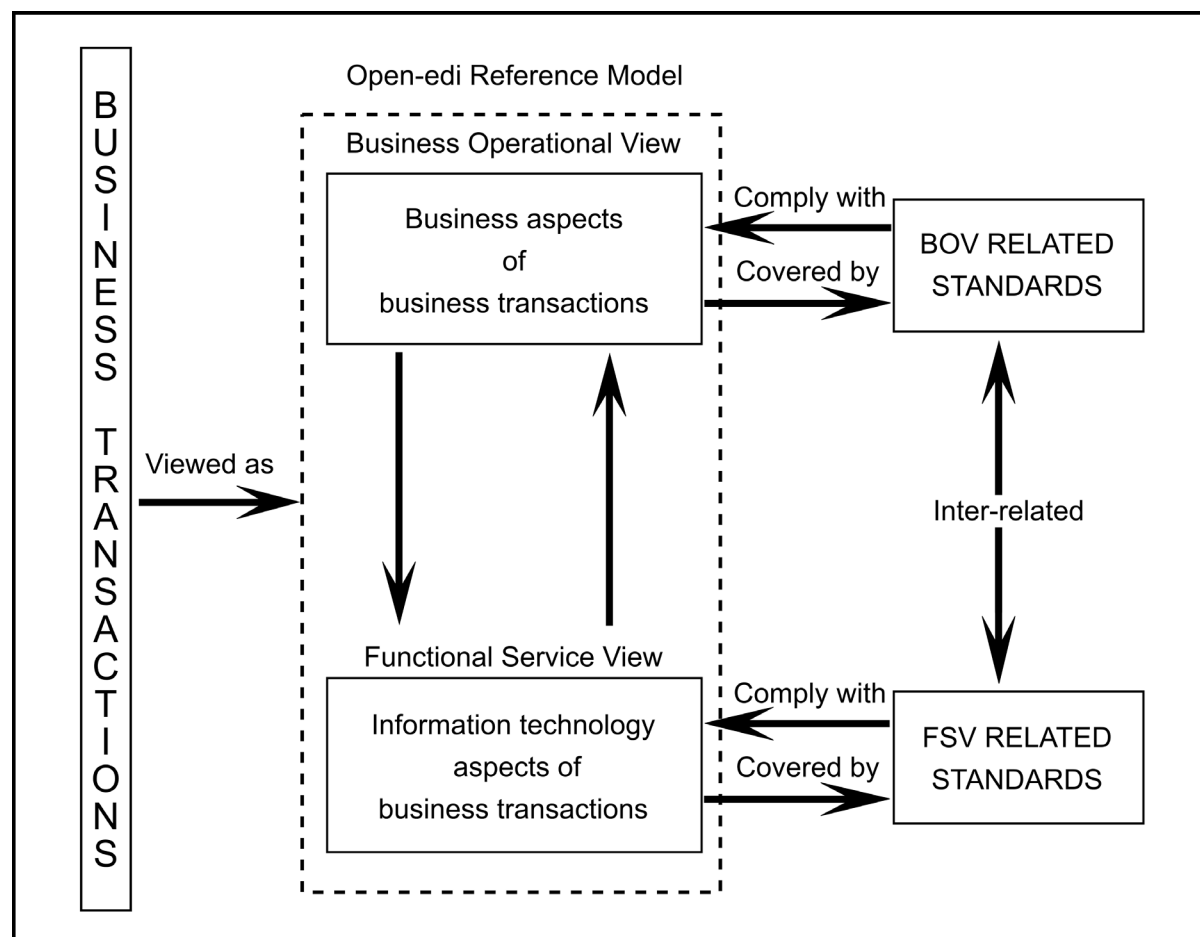 BUSINESS TRANSACTIONS
Open-edi Reference Model
Business Operational View
Business aspects
of
business transactions
Comply with
Covered by
BOV RELATED
STANDARDS
Viewed as
Inter-related
Functional Service View
Information technology
aspects of
business transactions
Comply with
Covered by
FSV RELATED
STANDARDS